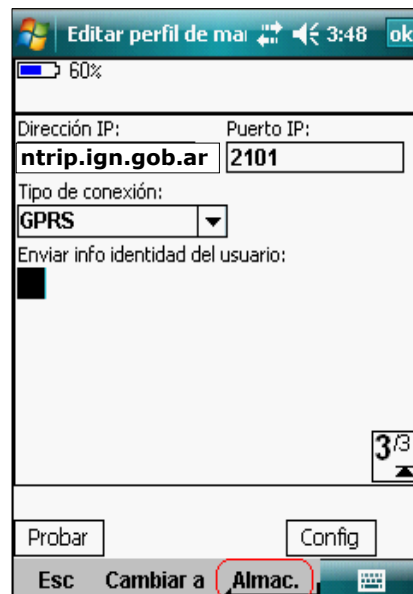 Editar perfil de mar 3:48 ok
60%
Dirección IP: Puerto IP:
ntrip.ign.gob.ar 2101
Tipo de conexión:
GPRS
Enviar info identidad del usuario:
3/3
Probar Config
Esc Cambiar a Almac.